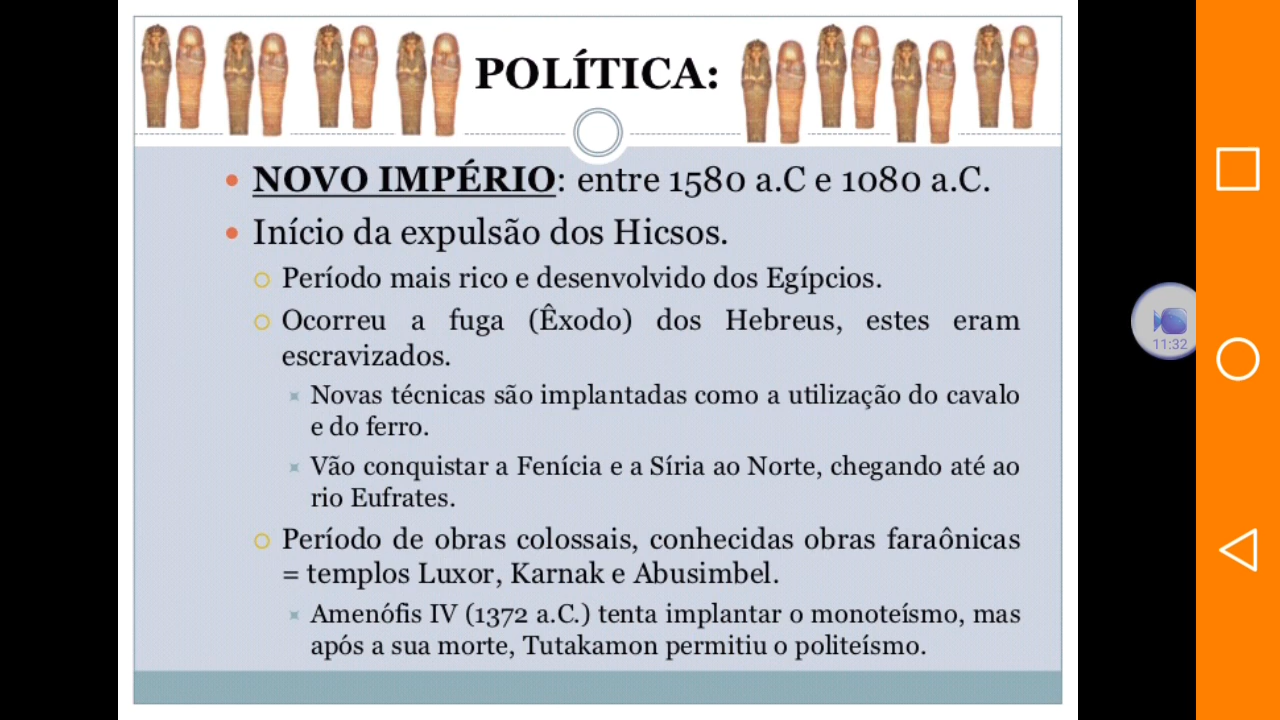 POLÍTICA:
NOVO IMPÉRIO: entre 1580 a.C e 1080 a.C.
Início da expulsão dos Hicsos.
Período mais rico e desenvolvido dos Egípcios.
Ocorreu a fuga (Êxodo) dos Hebreus, estes eram
escravizados.
Novas técnicas são implantadas como a utilização do cavalo
e do ferro.
Vão conquistar a Fenícia e a Síria ao Norte, chegando até ao
rio Eufrates.
Período de obras colossais, conhecidas obras faraônicas
= templos Luxor, Karnak e Abusimbel.
Amenófis IV (1372 a.C.) tenta implantar o monoteísmo, mas
após a sua morte, Tutakamon permitiu o politeísmo.
11:32